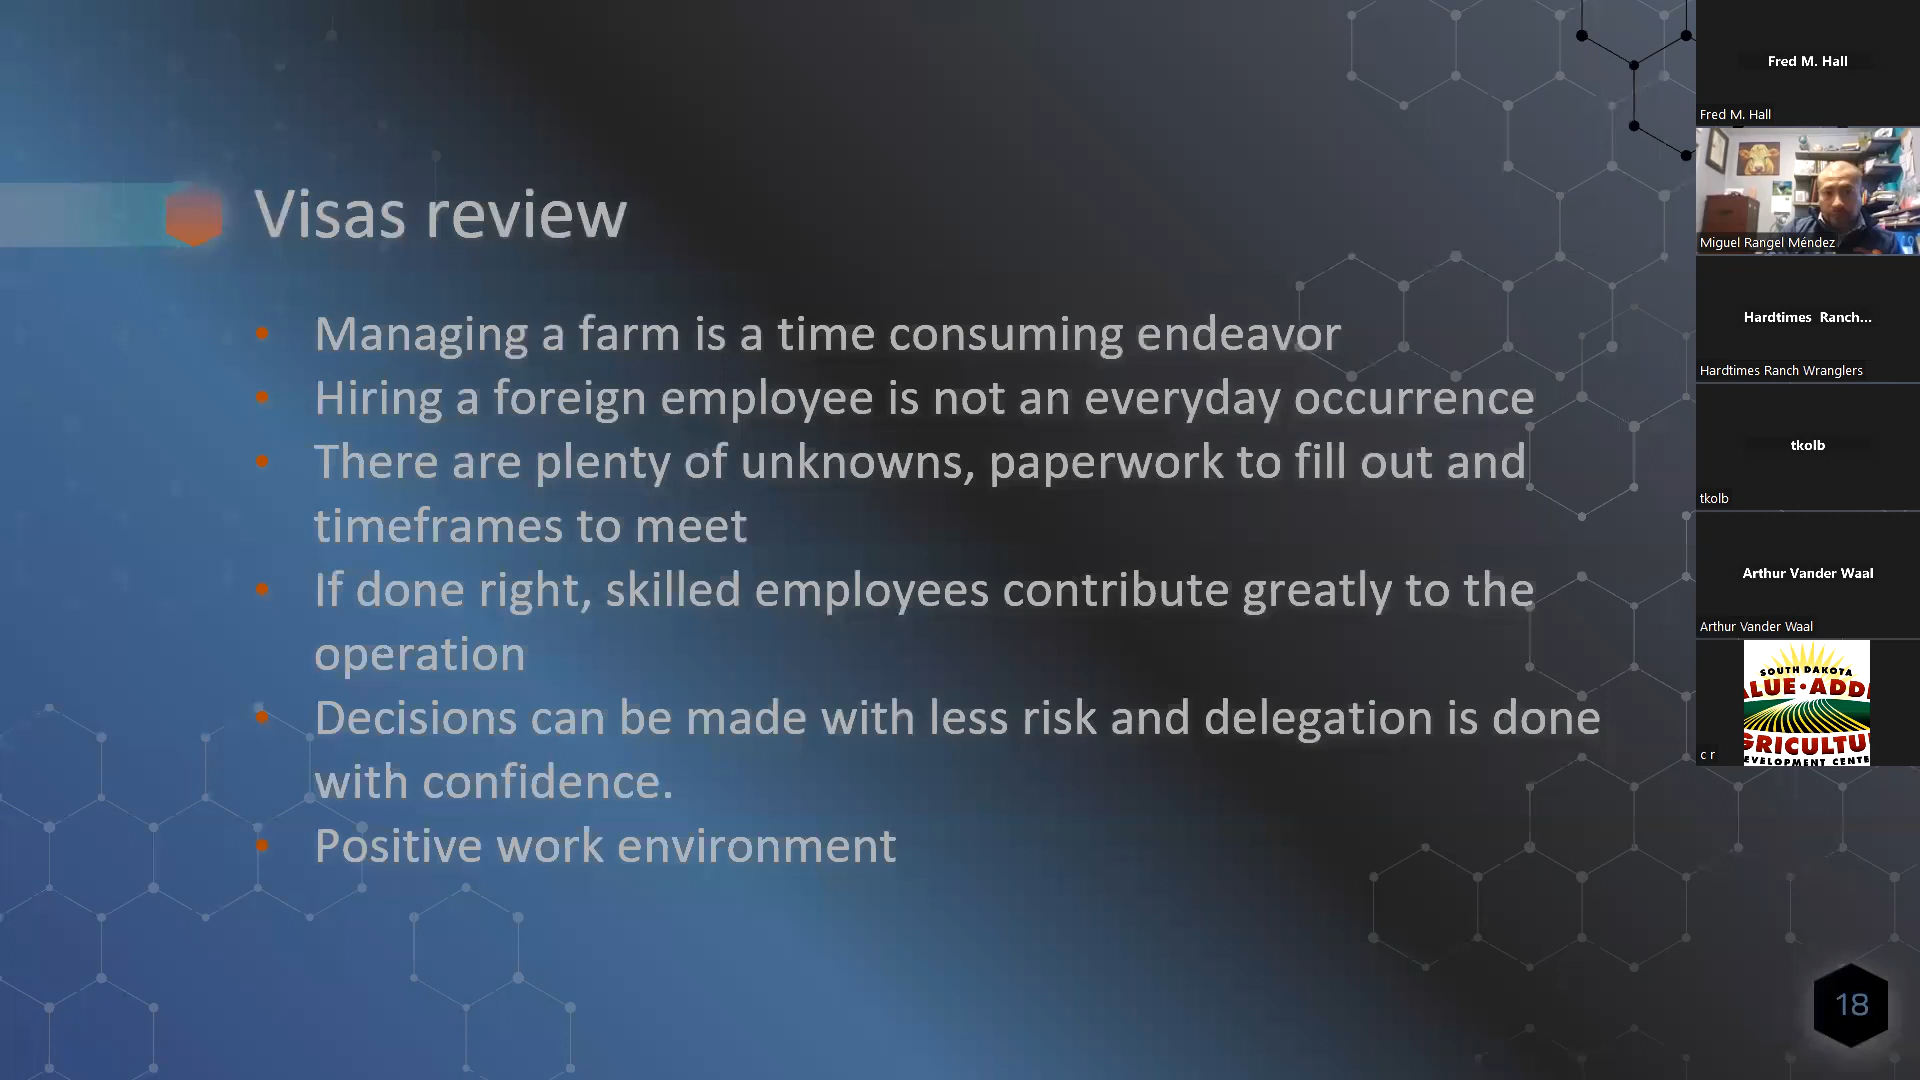 Visas review
Managing a farm is a time consuming endeavor
Hiring a foreign employee is not an everyday occurrence
There are plenty of unknowns, paperwork to fill out and
timeframes to meet
If done right, skilled employees contribute greatly to the
operation
Decisions can be made with less risk and delegation is done
with confidence.
Positive work environment
18
Fred M. Hall
Fred M. Hall
Miguel Rangel Méndez
Hardtimes Ranch...
Hardtimes Ranch Wranglers
tkolb
tkolb
Arthur Vander Waal
Arthur Vander Waal
SOUTH DAKOTA
ALUE·ADD
GRICULTU
EVELOPMENT CENTE
c r